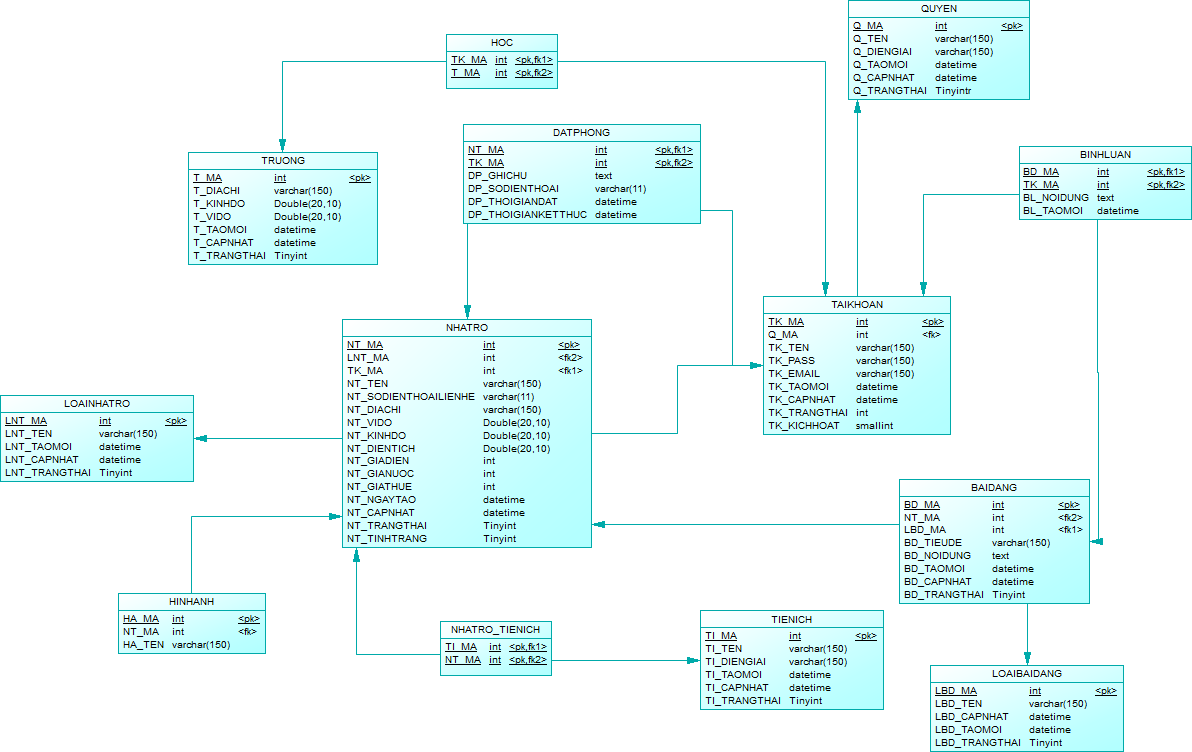 QUYEN
Q_MA int <pk>
Q_TEN varchar(150)
Q_DIENGIAI varchar(150)
Q_TAOMOI datetime
Q_CAPNHAT datetime
Q_TRANGTHAI Tinyintr
HOC
TK_MA int <pk,fk1>
T_MA int <pk,fk2>
DATPHONG
NT_MA int <pk,fk1>
TK_MA int <pk,fk2>
DP_GHICHU text
DP_SODIENTHOAI varchar(11)
DP_THOIGIANDAT datetime
DP_THOIGIANKETTHUC datetime
BINHLUAN
BD_MA int <pk,fk1>
TK_MA int <pk,fk2>
BL_NOIDUNG text
BL_TAOMOI datetime
TRUONG
T_MA int <pk>
T_DIACHI varchar(150)
T_KINHDO Double(20,10)
T_VIDO Double(20,10)
T_TAOMOI datetime
T_CAPNHAT datetime
T_TRANGTHAI Tinyint
TAIKHOAN
TK_MA int <pk>
Q_MA int <fk>
TK_TEN varchar(150)
TK_PASS varchar(150)
TK_EMAIL varchar(150)
TK_TAOMOI datetime
TK_CAPNHAT datetime
TK_TRANGTHAI int
TK_KICHHOAT smallint
NHATRO
NT_MA int <pk>
LNT_MA int <fk2>
TK_MA int <fk1>
NT_TEN varchar(150)
NT_SODIENTHOAILIENHE varchar(11)
NT_DIACHI varchar(150)
NT_VIDO Double(20,10)
NT_KINHDO Double(20,10)
NT_DIENTICH Double(20,10)
NT_GIADIEN int
NT_GIANUOC int
NT_GIATHUE int
NT_NGAYTAO datetime
NT_CAPNHAT datetime
NT_TRANGTHAI Tinyint
NT_TINHTRANG Tinyint
LOAINHATRO
LNT_MA int <pk>
LNT_TEN varchar(150)
LNT_TAOMOI datetime
LNT_CAPNHAT datetime
LNT_TRANGTHAI Tinyint
BAIDANG
BD_MA int <pk>
NT_MA int <fk2>
LBD_MA int <fk1>
BD_TIEUDE varchar(150)
BD_NOIDUNG text
BD_TAOMOI datetime
BD_CAPNHAT datetime
BD_TRANGTHAI Tinyint
HINHANH
HA_MA int <pk>
NT_MA int <fk>
HA_TEN varchar(150)
NHATRO_TIENICH
TI_MA int <pk,fk1>
NT_MA int <pk,fk2>
TIENICH
TI_MA int <pk>
TI_TEN varchar(150)
TI_DIENGIAI varchar(150)
TI_TAOMOI datetime
TI_CAPNHAT datetime
TI_TRANGTHAI Tinyint
LOAIBAIDANG
LBD_MA int <pk>
LBD_TEN varchar(150)
LBD_CAPNHAT datetime
LBD_TAOMOI datetime
LBD_TRANGTHAI Tinyint